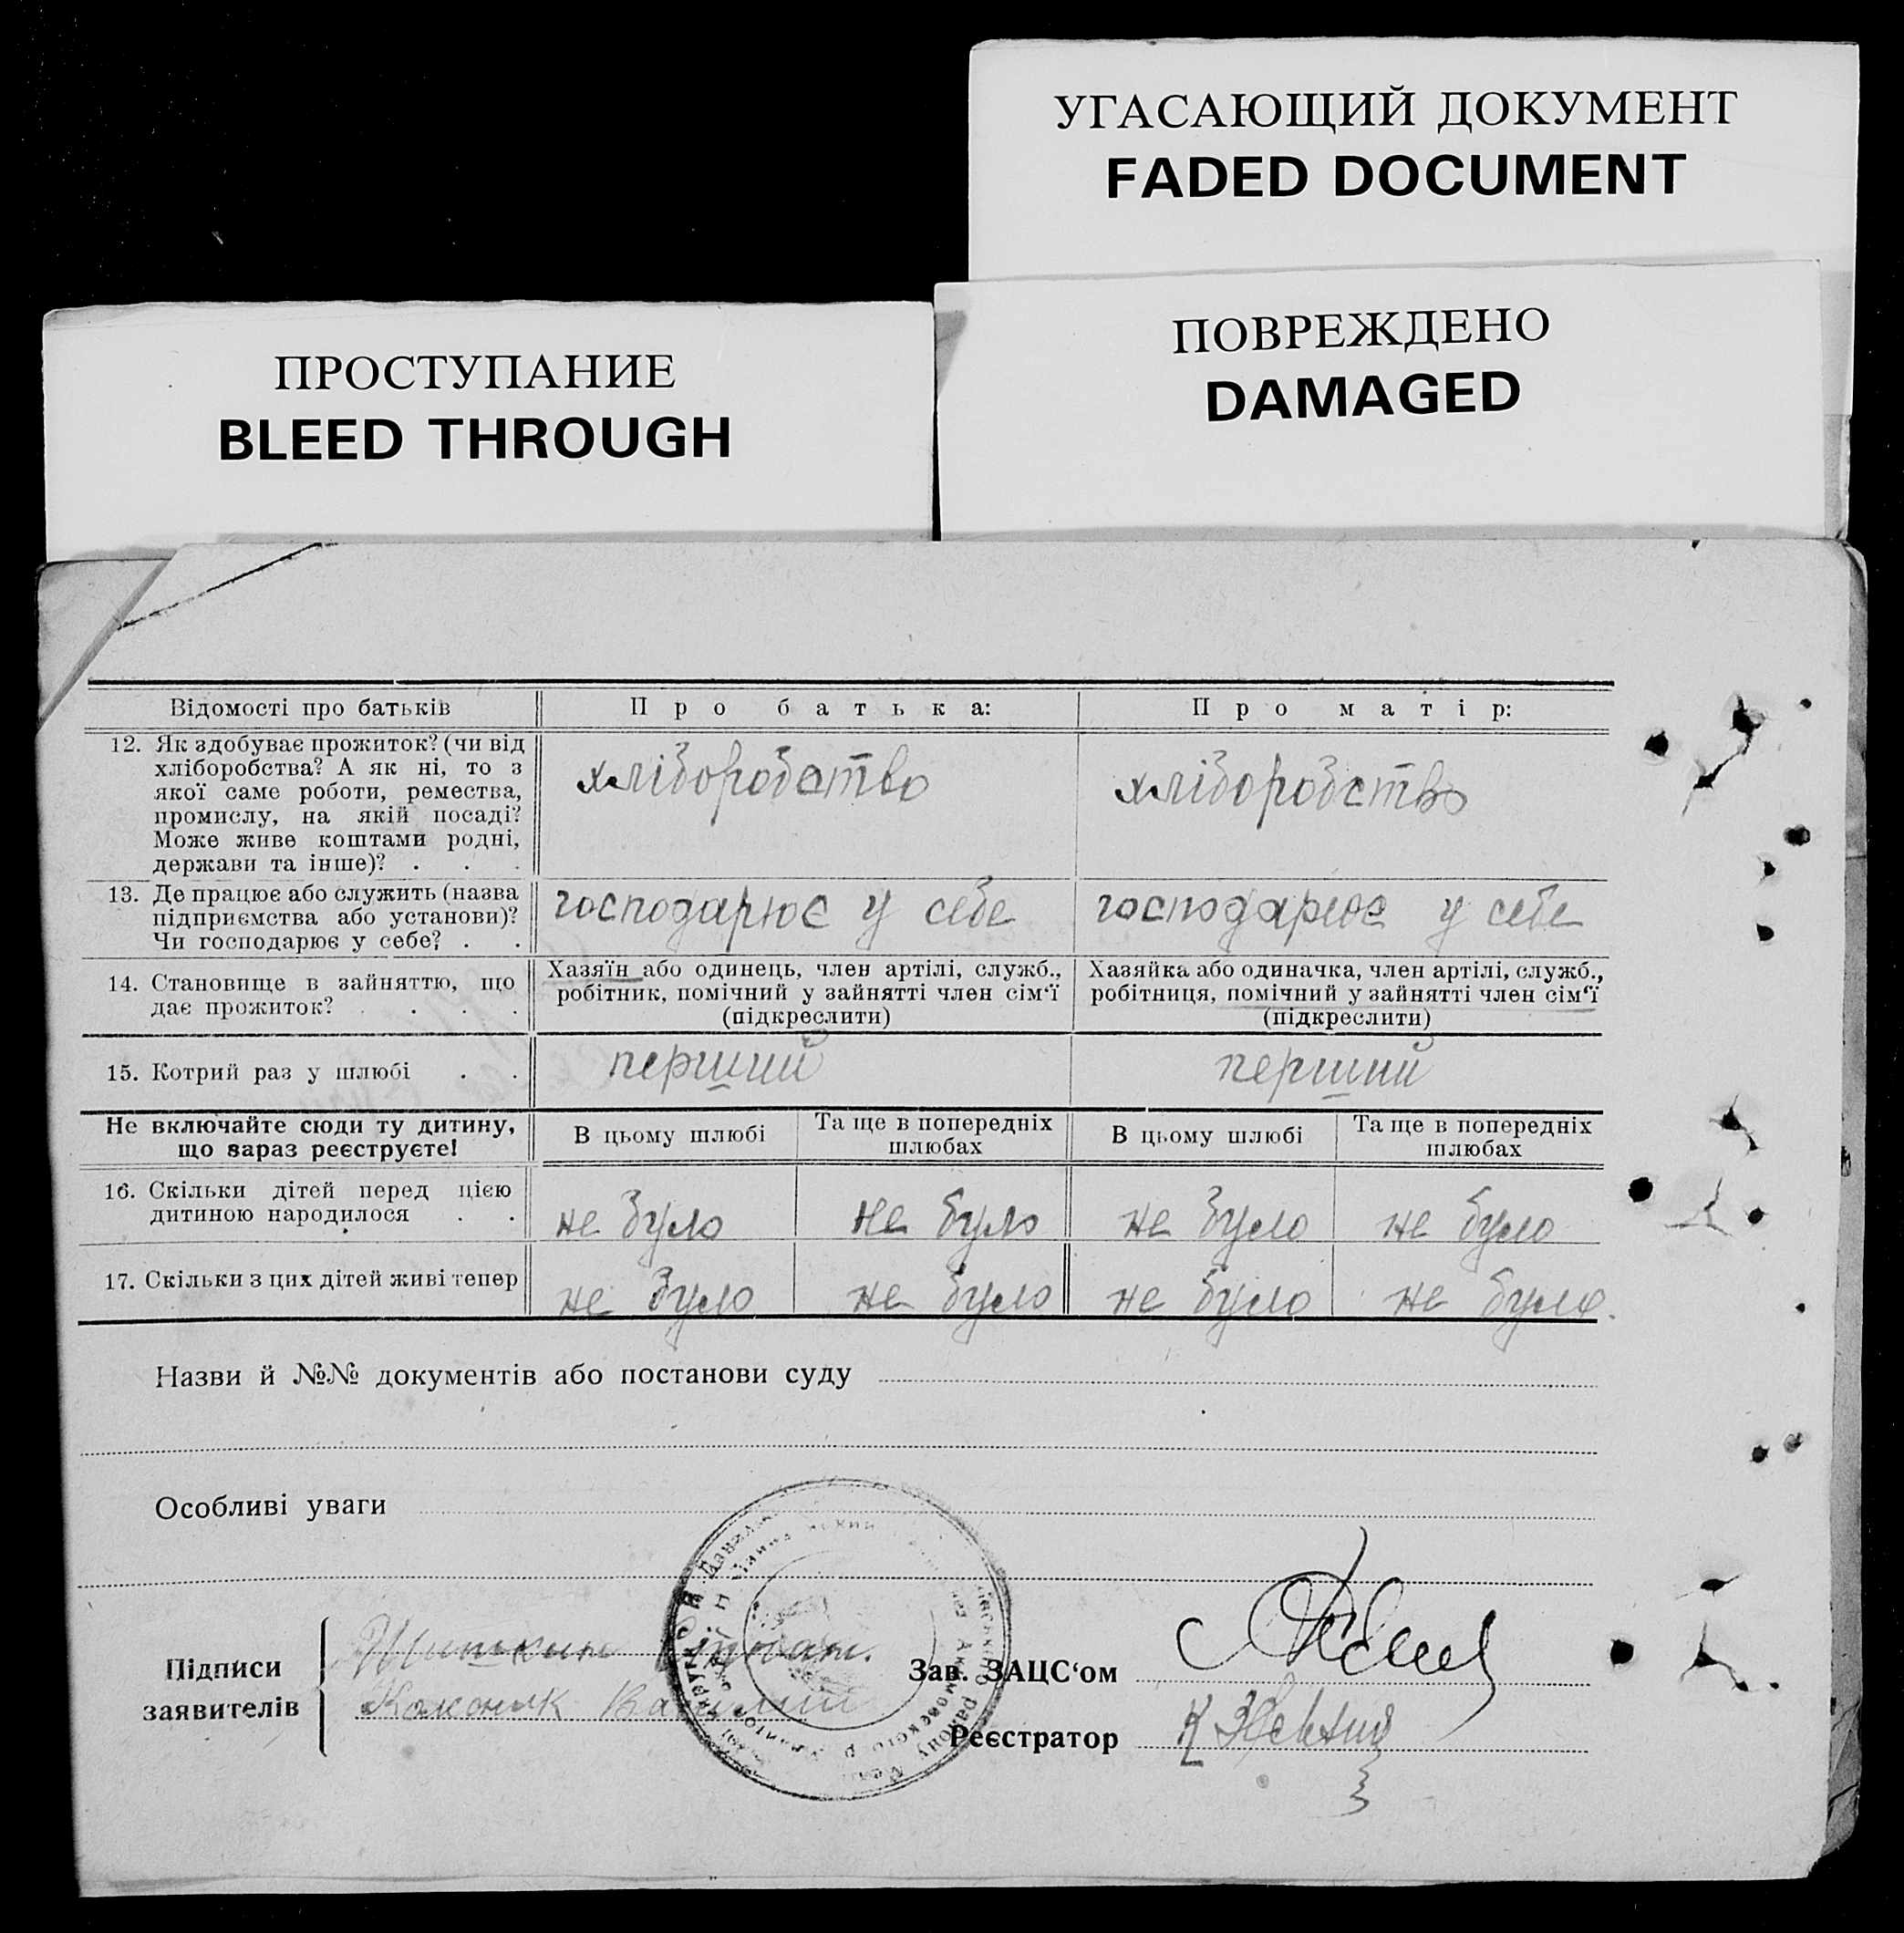 УГАСАЮЩИЙ ДОКУМЕНТ
FADED DOCUMENT
ПОВРЕЖДЕНО
DAMAGED
ПРОСТУПАНИЕ
BLEED THROUGH
Відомості про батьків
Про батька:
Про матір:
12. Як здобуває прожиток? (чи від
хліборобства? А як ні, то з
якої саме роботи, ремества,
промислу, на якій посаді?
Може живе коштами родні,
держави та інше)? . . .
хліборобство
хліборобство
13. Де працює або служить (назва
підприємства або установи)?
Чи господарює у себе? . .
господарює у себе
господарює у себе
14. Становище в зайняттю, що
дає прожиток? . . . .
Хазяїн або одинець, член артілі, служб.,
робітник, помічний у зайнятті член сім‘ї
(підкреслити)
Хазяйка або одиначка, член артілі, служб.,
робітниця, помічний у зайнятті член сім‘ї
(підкреслити)
15. Котрий раз у шлюбі . .
перший
перший
Не включайте сюди ту дитину,
що зараз реєструєте!
В цьому шлюбі
Та ще в попередніх
шлюбах
В цьому шлюбі
Та ще в попередніх
шлюбах
16. Скільки дітей перед цією
дитиною народилося . .
не було
не було
не було
не було
17. Скільки з цих дітей живі тепер
не було
не було
не було
не було.
Назви й №№ документів або постанови суду
Особливі уваги
Підписи
заявителів
Зав. ЗАЦС‘ом
Реєстратор
району